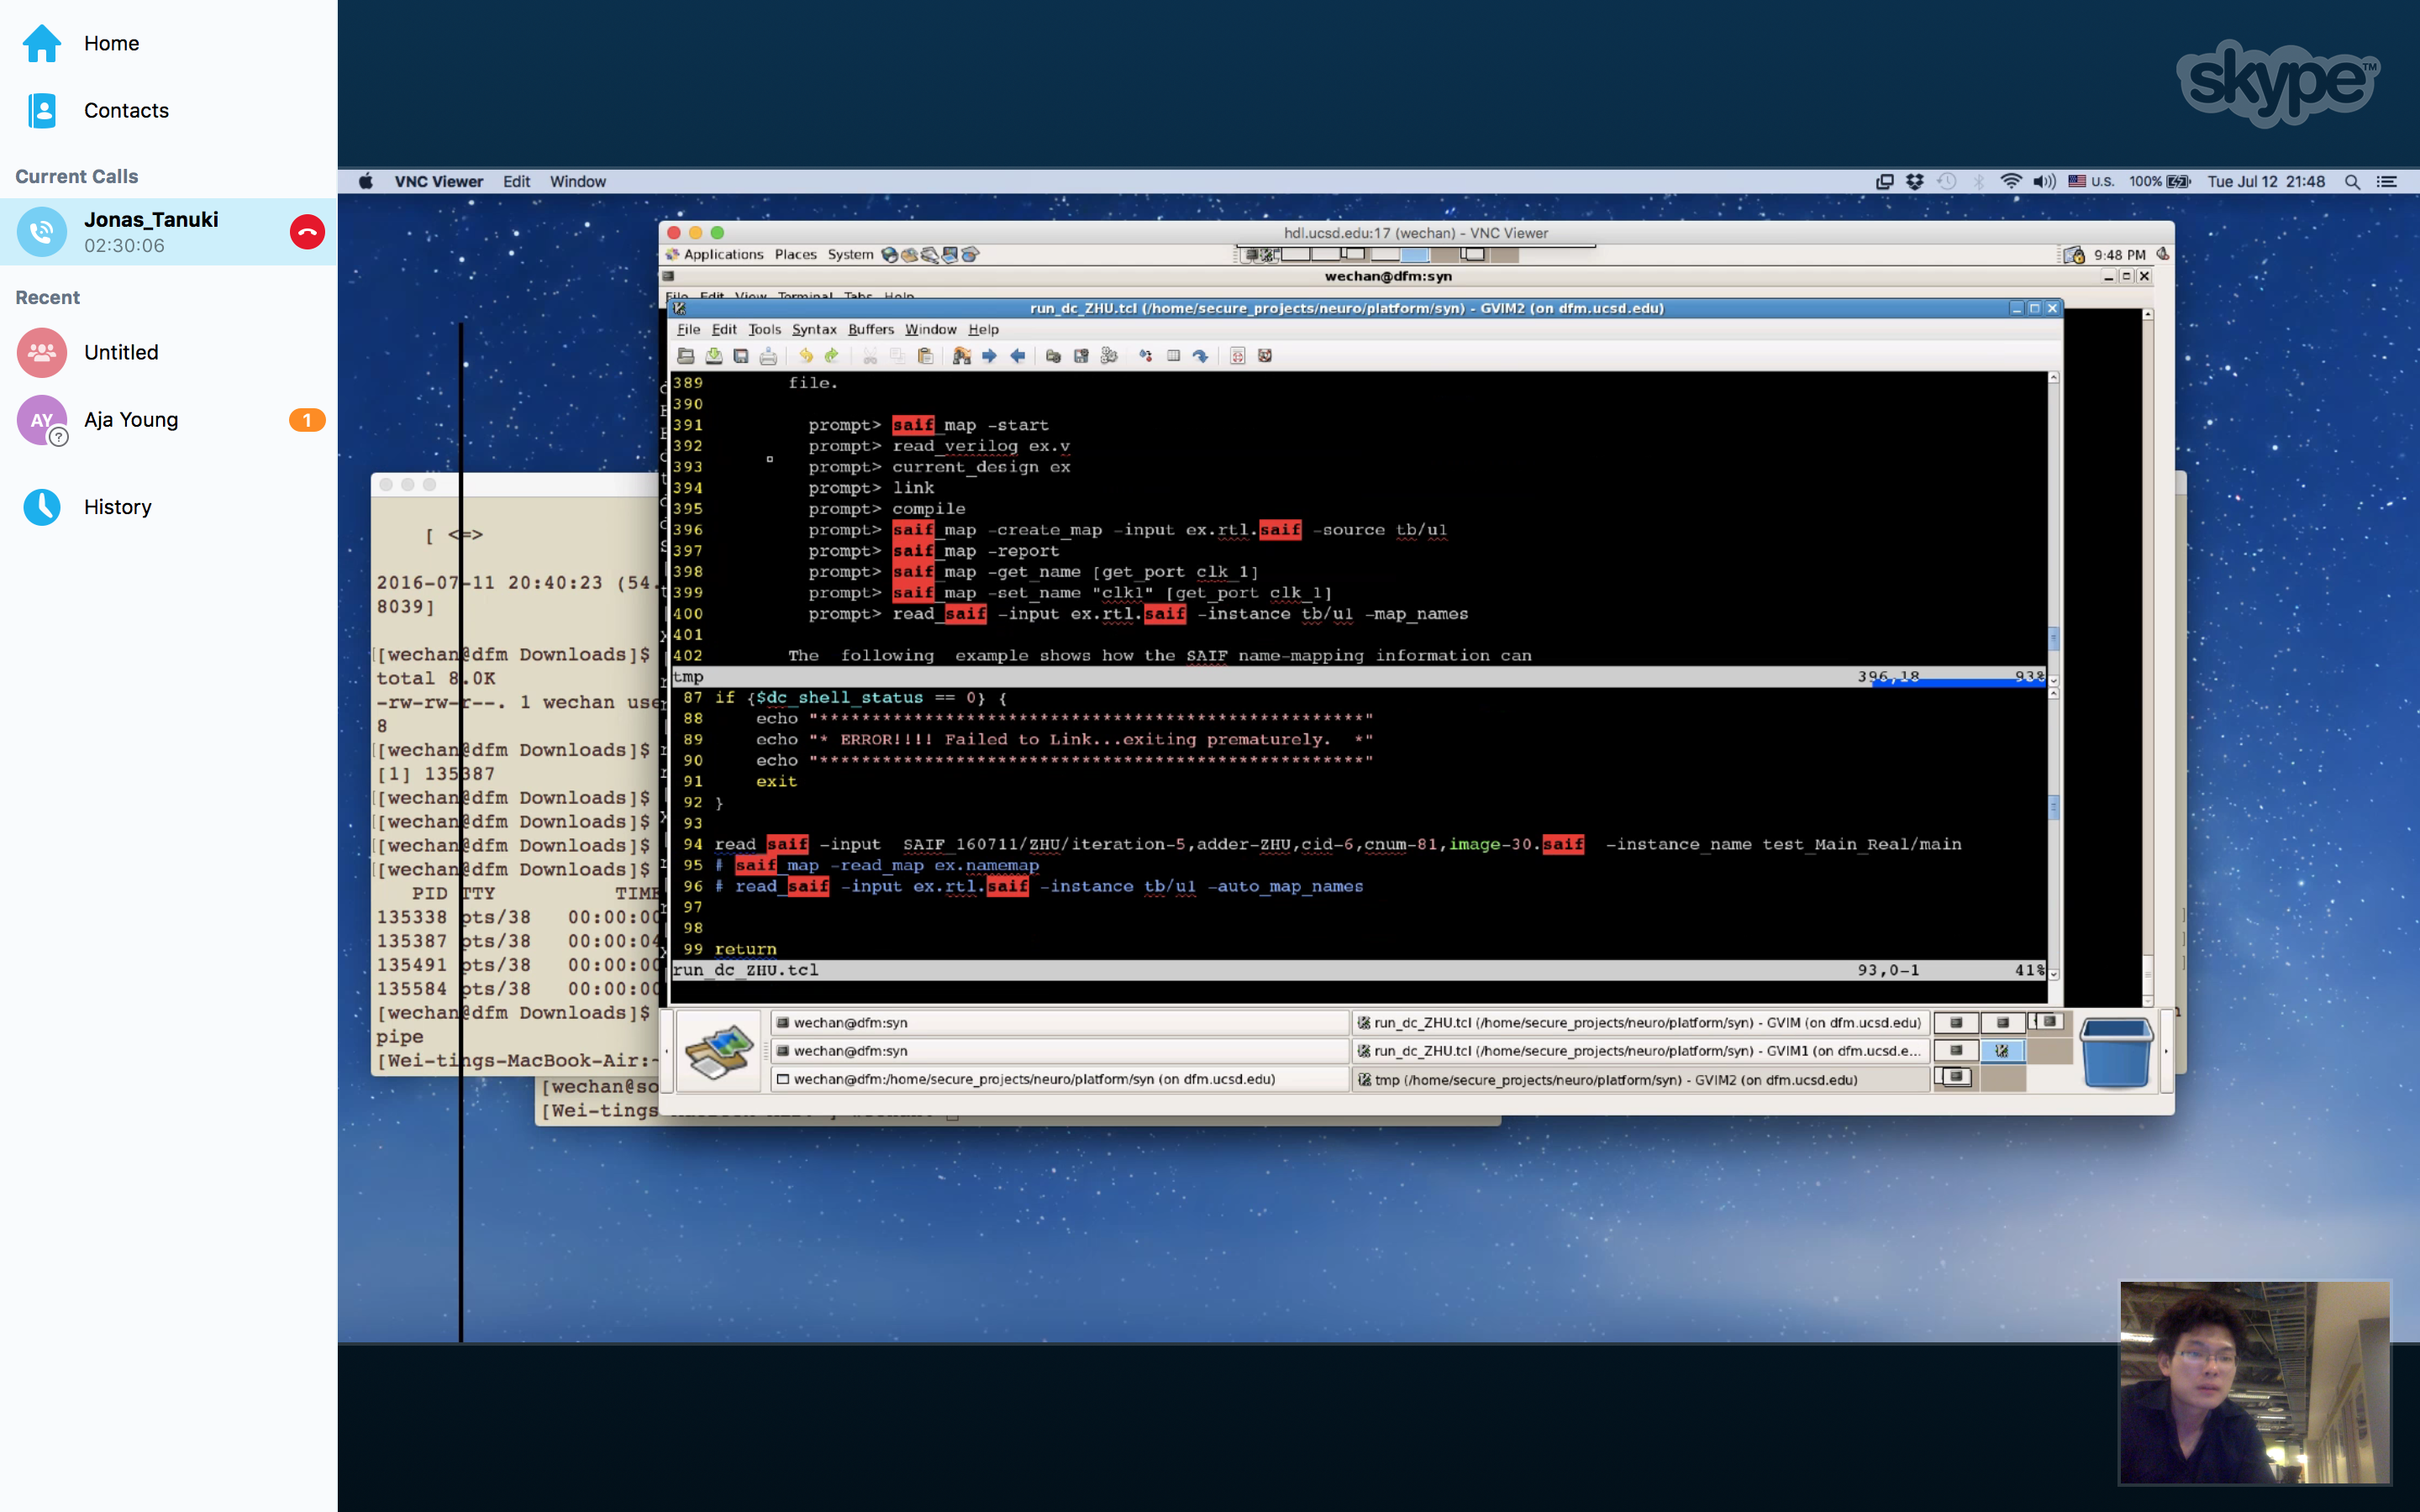 Home
Contacts
Current Calls
Jonas_Tanuki
02:30:06
Recent
Untitled
AY
?
Aja Young
1
History
skype™
VNC Viewer Edit Window
U.S. 100% Tue Jul 12 21:48
hdl.ucsd.edu:17 (wechan) - VNC Viewer
Applications Places System
9:48 PM
wechan@dfm:syn
File Edit View Terminal Tabs Help
run_dc_ZHU.tcl (/home/secure_projects/neuro/platform/syn) - GVIM2 (on dfm.ucsd.edu)
File Edit Tools Syntax Buffers Window Help
389 file.
390
391 prompt> saif_map -start
392 prompt> read_verilog ex.v
393 prompt> current_design ex
394 prompt> link
395 prompt> compile
396 prompt> saif_map -create_map -input ex.rtl.saif -source tb/u1
397 prompt> saif_map -report
398 prompt> saif_map -get_name [get_port clk_1]
399 prompt> saif_map -set_name "clk1" [get_port clk_1]
400 prompt> read_saif -input ex.rtl.saif -instance tb/u1 -map_names
401
402 The following example shows how the SAIF name-mapping information can
tmp 396,18 93%
87 if {$dc_shell_status == 0} {
88 echo "****************************************************"
89 echo "* ERROR!!!! Failed to Link...exiting prematurely. *"
90 echo "****************************************************"
91 exit
92 }
93
94 read_saif -input SAIF_160711/ZHU/iteration-5,adder-ZHU,cid-6,cnum-81,image-30.saif -instance_name test_Main_Real/main
95 # saif_map -read_map ex.namemap
96 # read_saif -input ex.rtl.saif -instance tb/u1 -auto_map_names
97
98
99 return
run_dc_ZHU.tcl 93,0-1 41%
[ <=>
2016-07-11 20:40:23 (54.
8039]
[[wechan@dfm Downloads]$
total 8.0K
-rw-rw-r--. 1 wechan use
8
[[wechan@dfm Downloads]$
[1] 135387
[[wechan@dfm Downloads]$
[[wechan@dfm Downloads]$
[[wechan@dfm Downloads]$
[[wechan@dfm Downloads]$
PID TTY TIME
135338 pts/38 00:00:00
135387 pts/38 00:00:04
135491 pts/38 00:00:00
135584 pts/38 00:00:00
[wechan@dfm Downloads]$
pipe
[Wei-tings-MacBook-Air:~
[wechan@so
[Wei-tings
wechan@dfm:syn
run_dc_ZHU.tcl (/home/secure_projects/neuro/platform/syn) - GVIM (on dfm.ucsd.edu)
wechan@dfm:syn
run_dc_ZHU.tcl (/home/secure_projects/neuro/platform/syn) - GVIM1 (on dfm.ucsd.e...
wechan@dfm:/home/secure_projects/neuro/platform/syn (on dfm.ucsd.edu)
tmp (/home/secure_projects/neuro/platform/syn) - GVIM2 (on dfm.ucsd.edu)